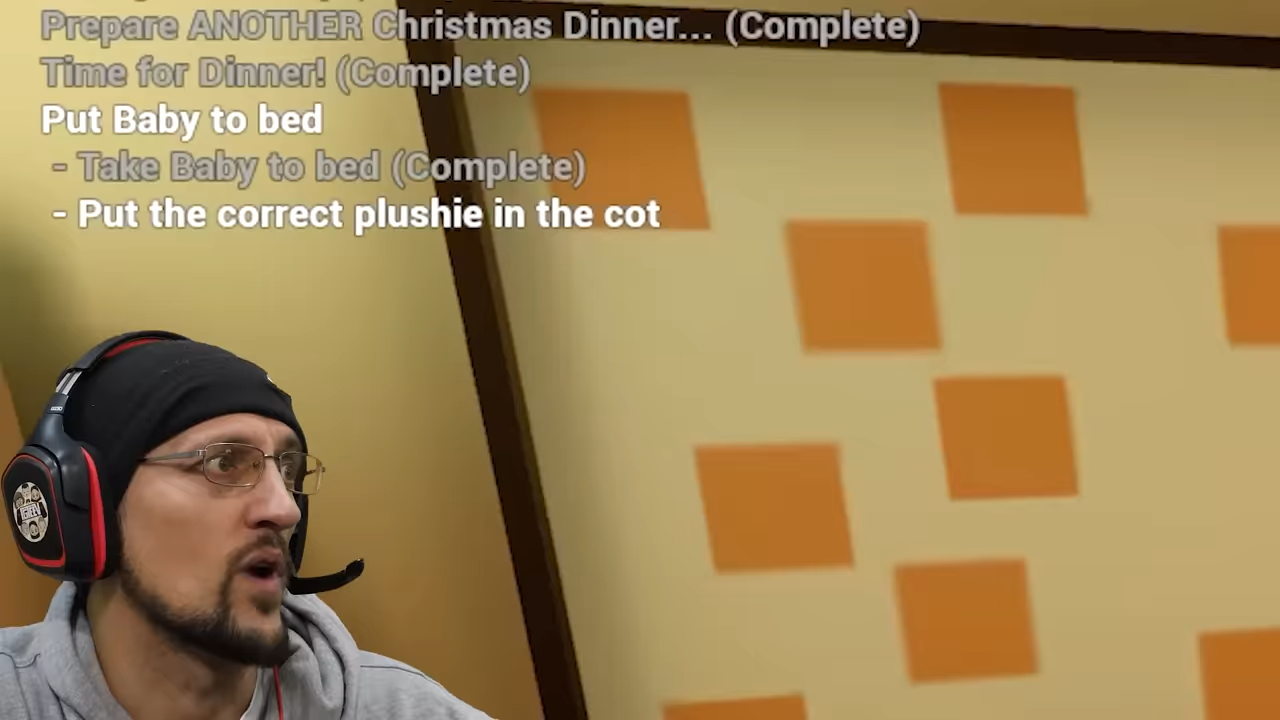 Prepare ANOTHER Christmas Dinner... (Complete)
Time for Dinner! (Complete)
Put Baby to bed
- Take Baby to bed (Complete)
- Put the correct plushie in the cot